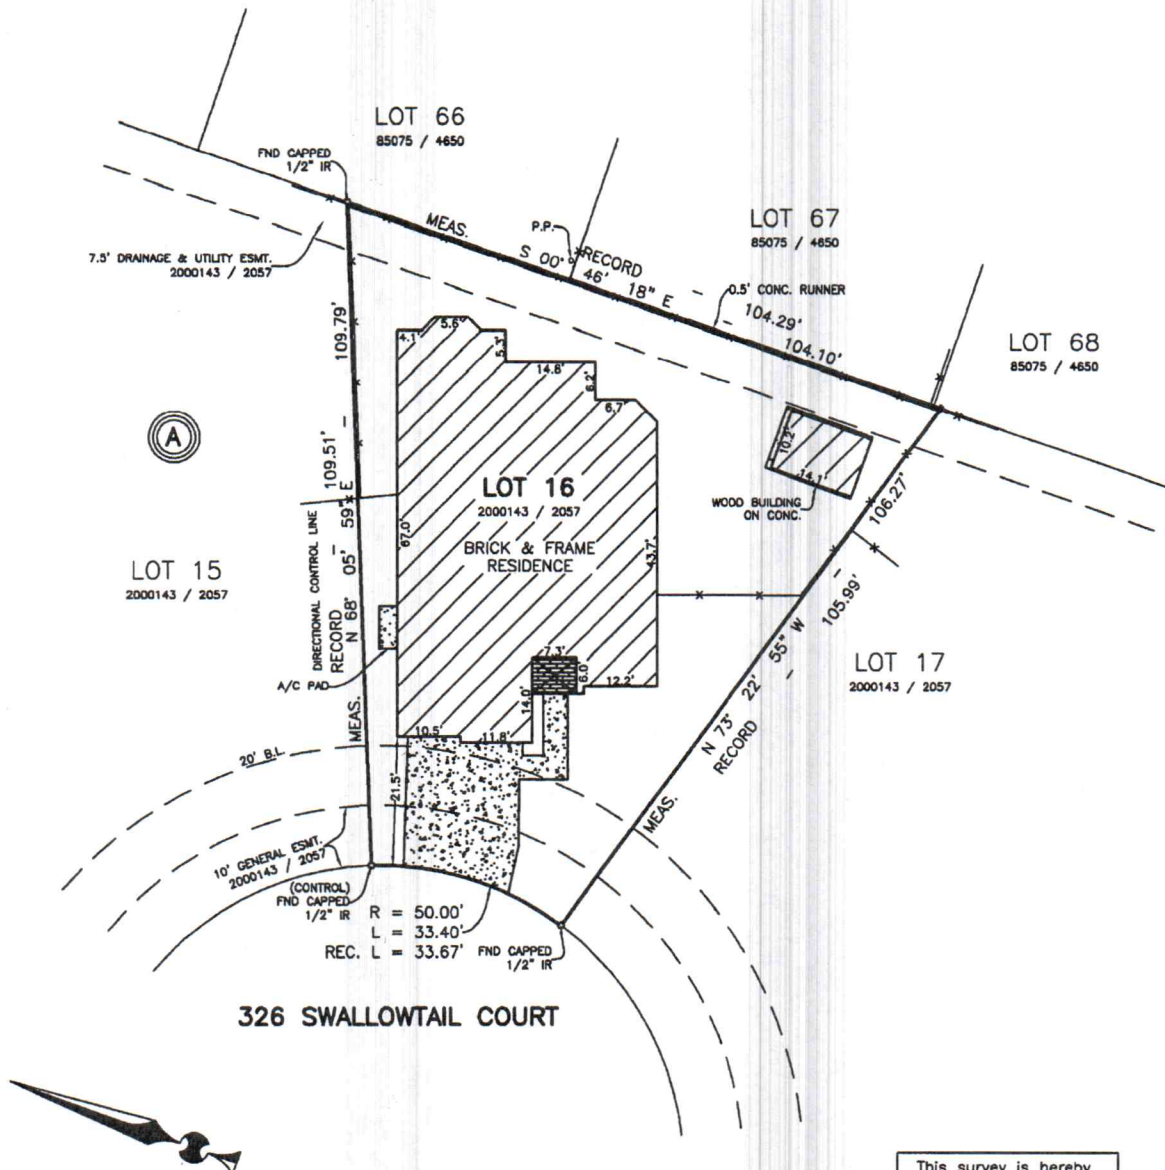 LOT 66
85075 / 4650
FND CAPPED
1/2" IR
MEAS.
P.P.
RECORD
S 00° 46' 18" E
LOT 67
85075 / 4650
7.5' DRAINAGE & UTILITY ESMT.
2000143 / 2057
0.5' CONC. RUNNER
104.29'
104.10'
LOT 68
85075 / 4650
109.79'
4.1'
5.6'
5.3'
14.8'
6.2'
6.7'
A
10.2'
14.1'
WOOD BUILDING
ON CONC.
109.51'
LOT 16
2000143 / 2057
BRICK & FRAME
RESIDENCE
67.0'
43.7'
106.27'
105.99'
LOT 15
2000143 / 2057
DIRECTIONAL CONTROL LINE
RECORD
N 68° 05' 59" E
MEAS.
A/C PAD
7.3'
6.0'
12.2'
14.0'
10.5'
11.8'
21.5'
LOT 17
2000143 / 2057
N 73° 22' 55" W
RECORD
MEAS.
20' B.L.
10' GENERAL ESMT.
2000143 / 2057
(CONTROL)
FND CAPPED
1/2" IR
R = 50.00'
L = 33.40'
REC. L = 33.67'
FND CAPPED
1/2" IR
326 SWALLOWTAIL COURT
This survey is hereby